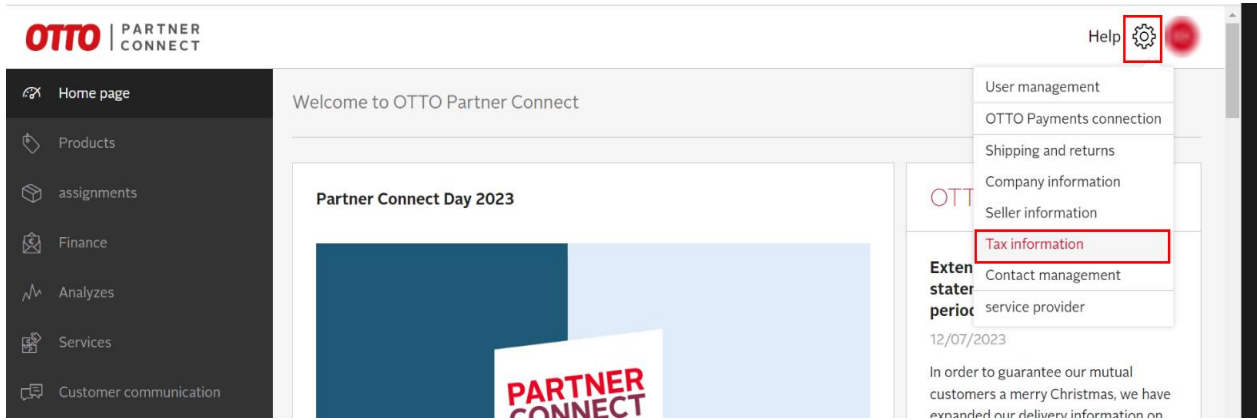 OTTO | PARTNER CONNECT
Help
Home page
Products
assignments
Finance
Analyzes
Services
Customer communication
Welcome to OTTO Partner Connect
Partner Connect Day 2023
PARTNER
CONNECT
User management
OTTO Payments connection
Shipping and returns
Company information
Seller information
Tax information
Contact management
service provider
OTT
Exten
stater
perio
12/07/2023
In order to guarantee our mutual
customers a merry Christmas, we have
expanded our delivery information on